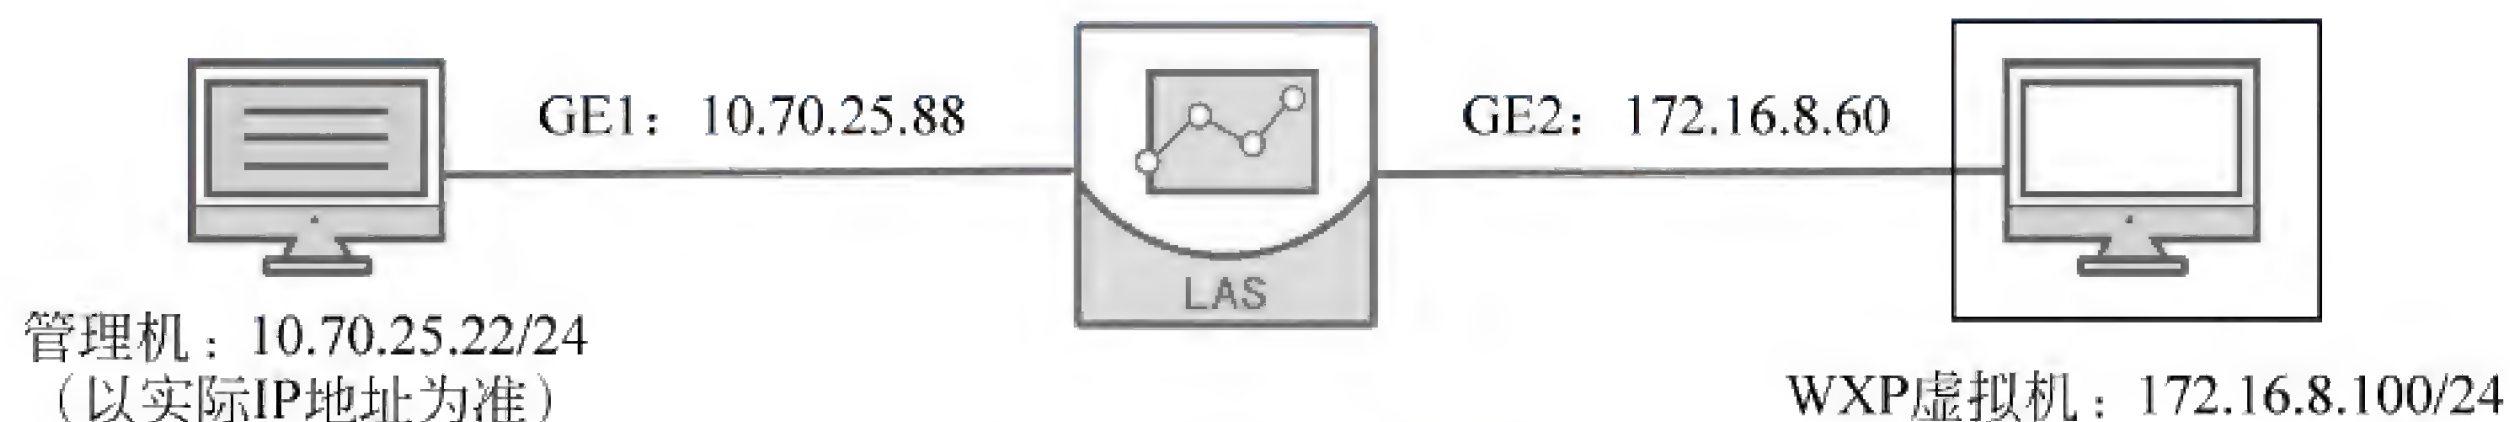 GE1：10.70.25.88
GE2：172.16.8.60
LAS
管理机：10.70.25.22/24
（以实际IP地址为准）
WXP虚拟机：172.16.8.100/24